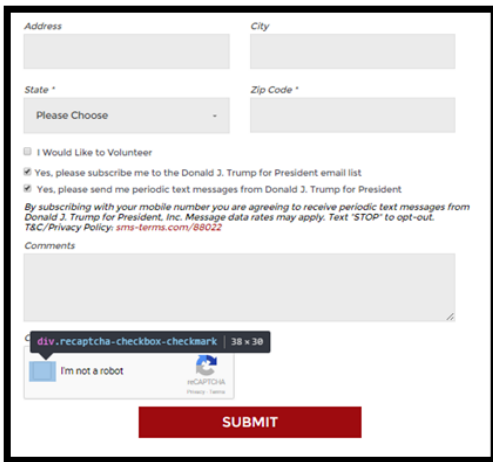 Address City
State * Zip Code *
Please Choose
I Would Like to Volunteer
Yes, please subscribe me to the Donald J. Trump for President email list
Yes, please send me periodic text messages from Donald J. Trump for President
By subscribing with your mobile number you are agreeing to receive periodic text messages from
Donald J. Trump for President, Inc. Message data rates may apply. Text "STOP" to opt-out.
T&C/Privacy Policy: sms-terms.com/88022
Comments
div.recaptcha-checkbox-checkmark | 38 × 30
I'm not a robot
reCAPTCHA
Privacy - Terms
SUBMIT